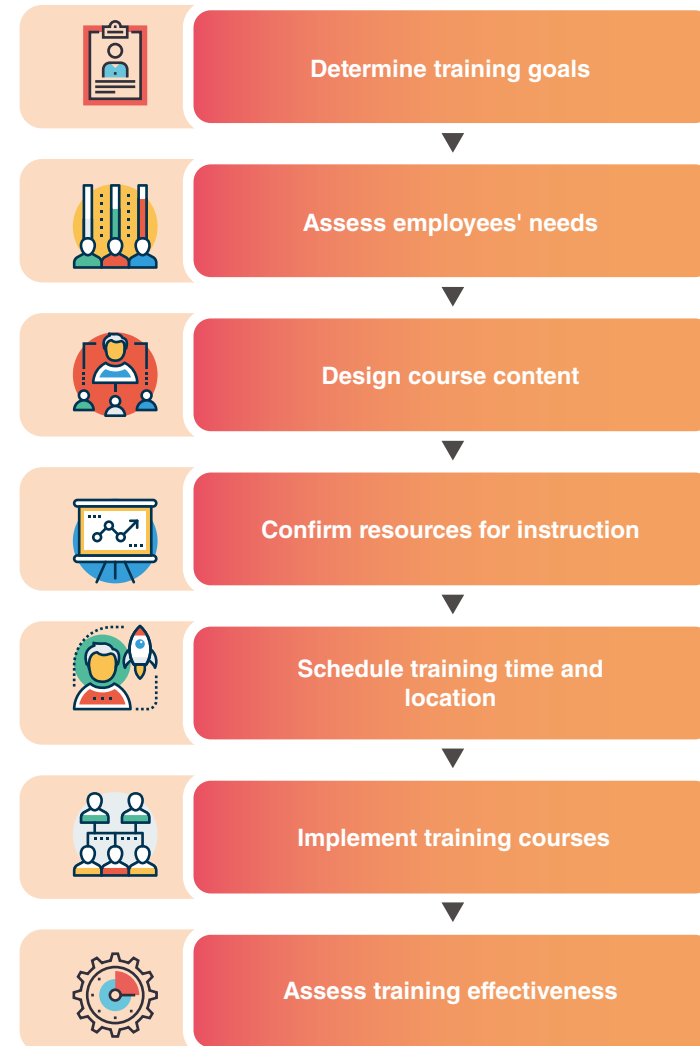 Determine training goals
Assess employees' needs
Design course content
Confirm resources for instruction
Schedule training time and
location
Implement training courses
Assess training effectiveness